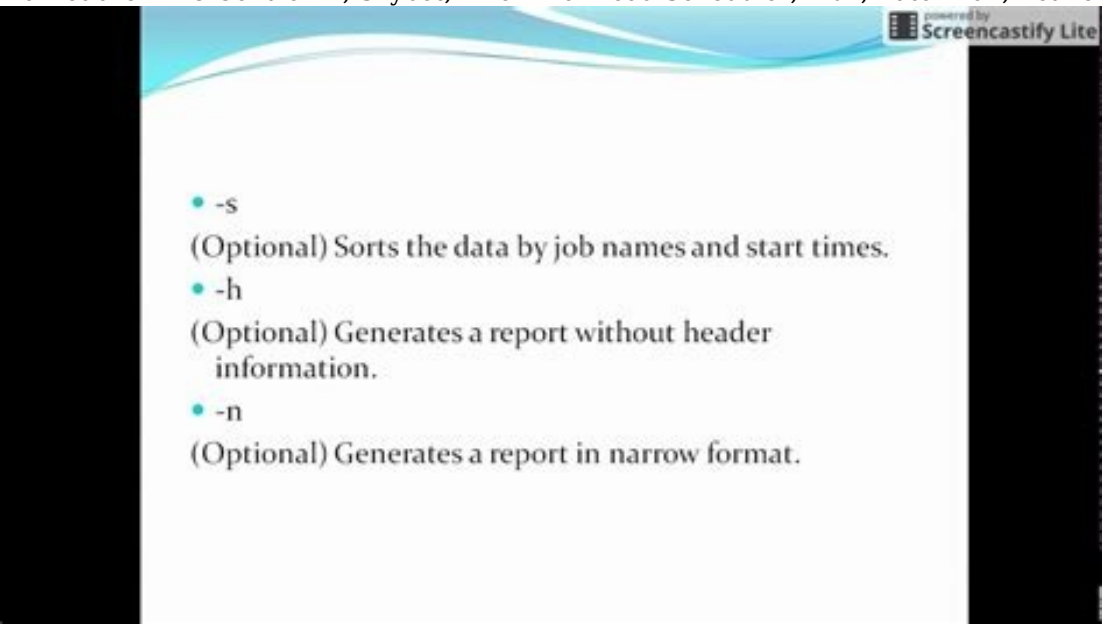 powered by
Screencastify Lite
• -s
(Optional) Sorts the data by job names and start times.
• -h
(Optional) Generates a report without header
information.
• -n
(Optional) Generates a report in narrow format.